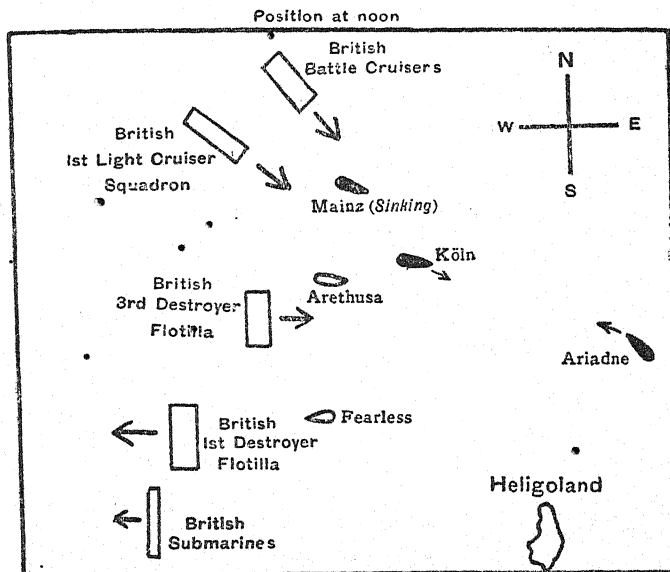 Position at noon
British
Battle Cruisers
N
W
E
S
British
1st Light Cruiser
Squadron
Mainz (Sinking)
Köln
British
3rd Destroyer
Flotilla
Arethusa
Ariadne
British
1st Destroyer
Flotilla
Fearless
Heligoland
British
Submarines